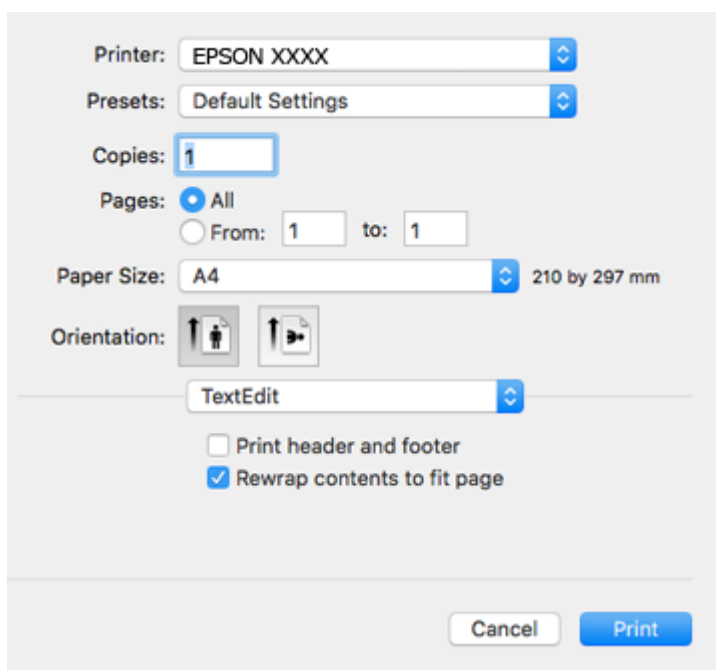 Printer: EPSON XXXX
Presets: Default Settings
Copies: 1
Pages: All
From: 1 to: 1
Paper Size: A4 210 by 297 mm
Orientation:
TextEdit
Print header and footer
Rewrap contents to fit page
Cancel Print